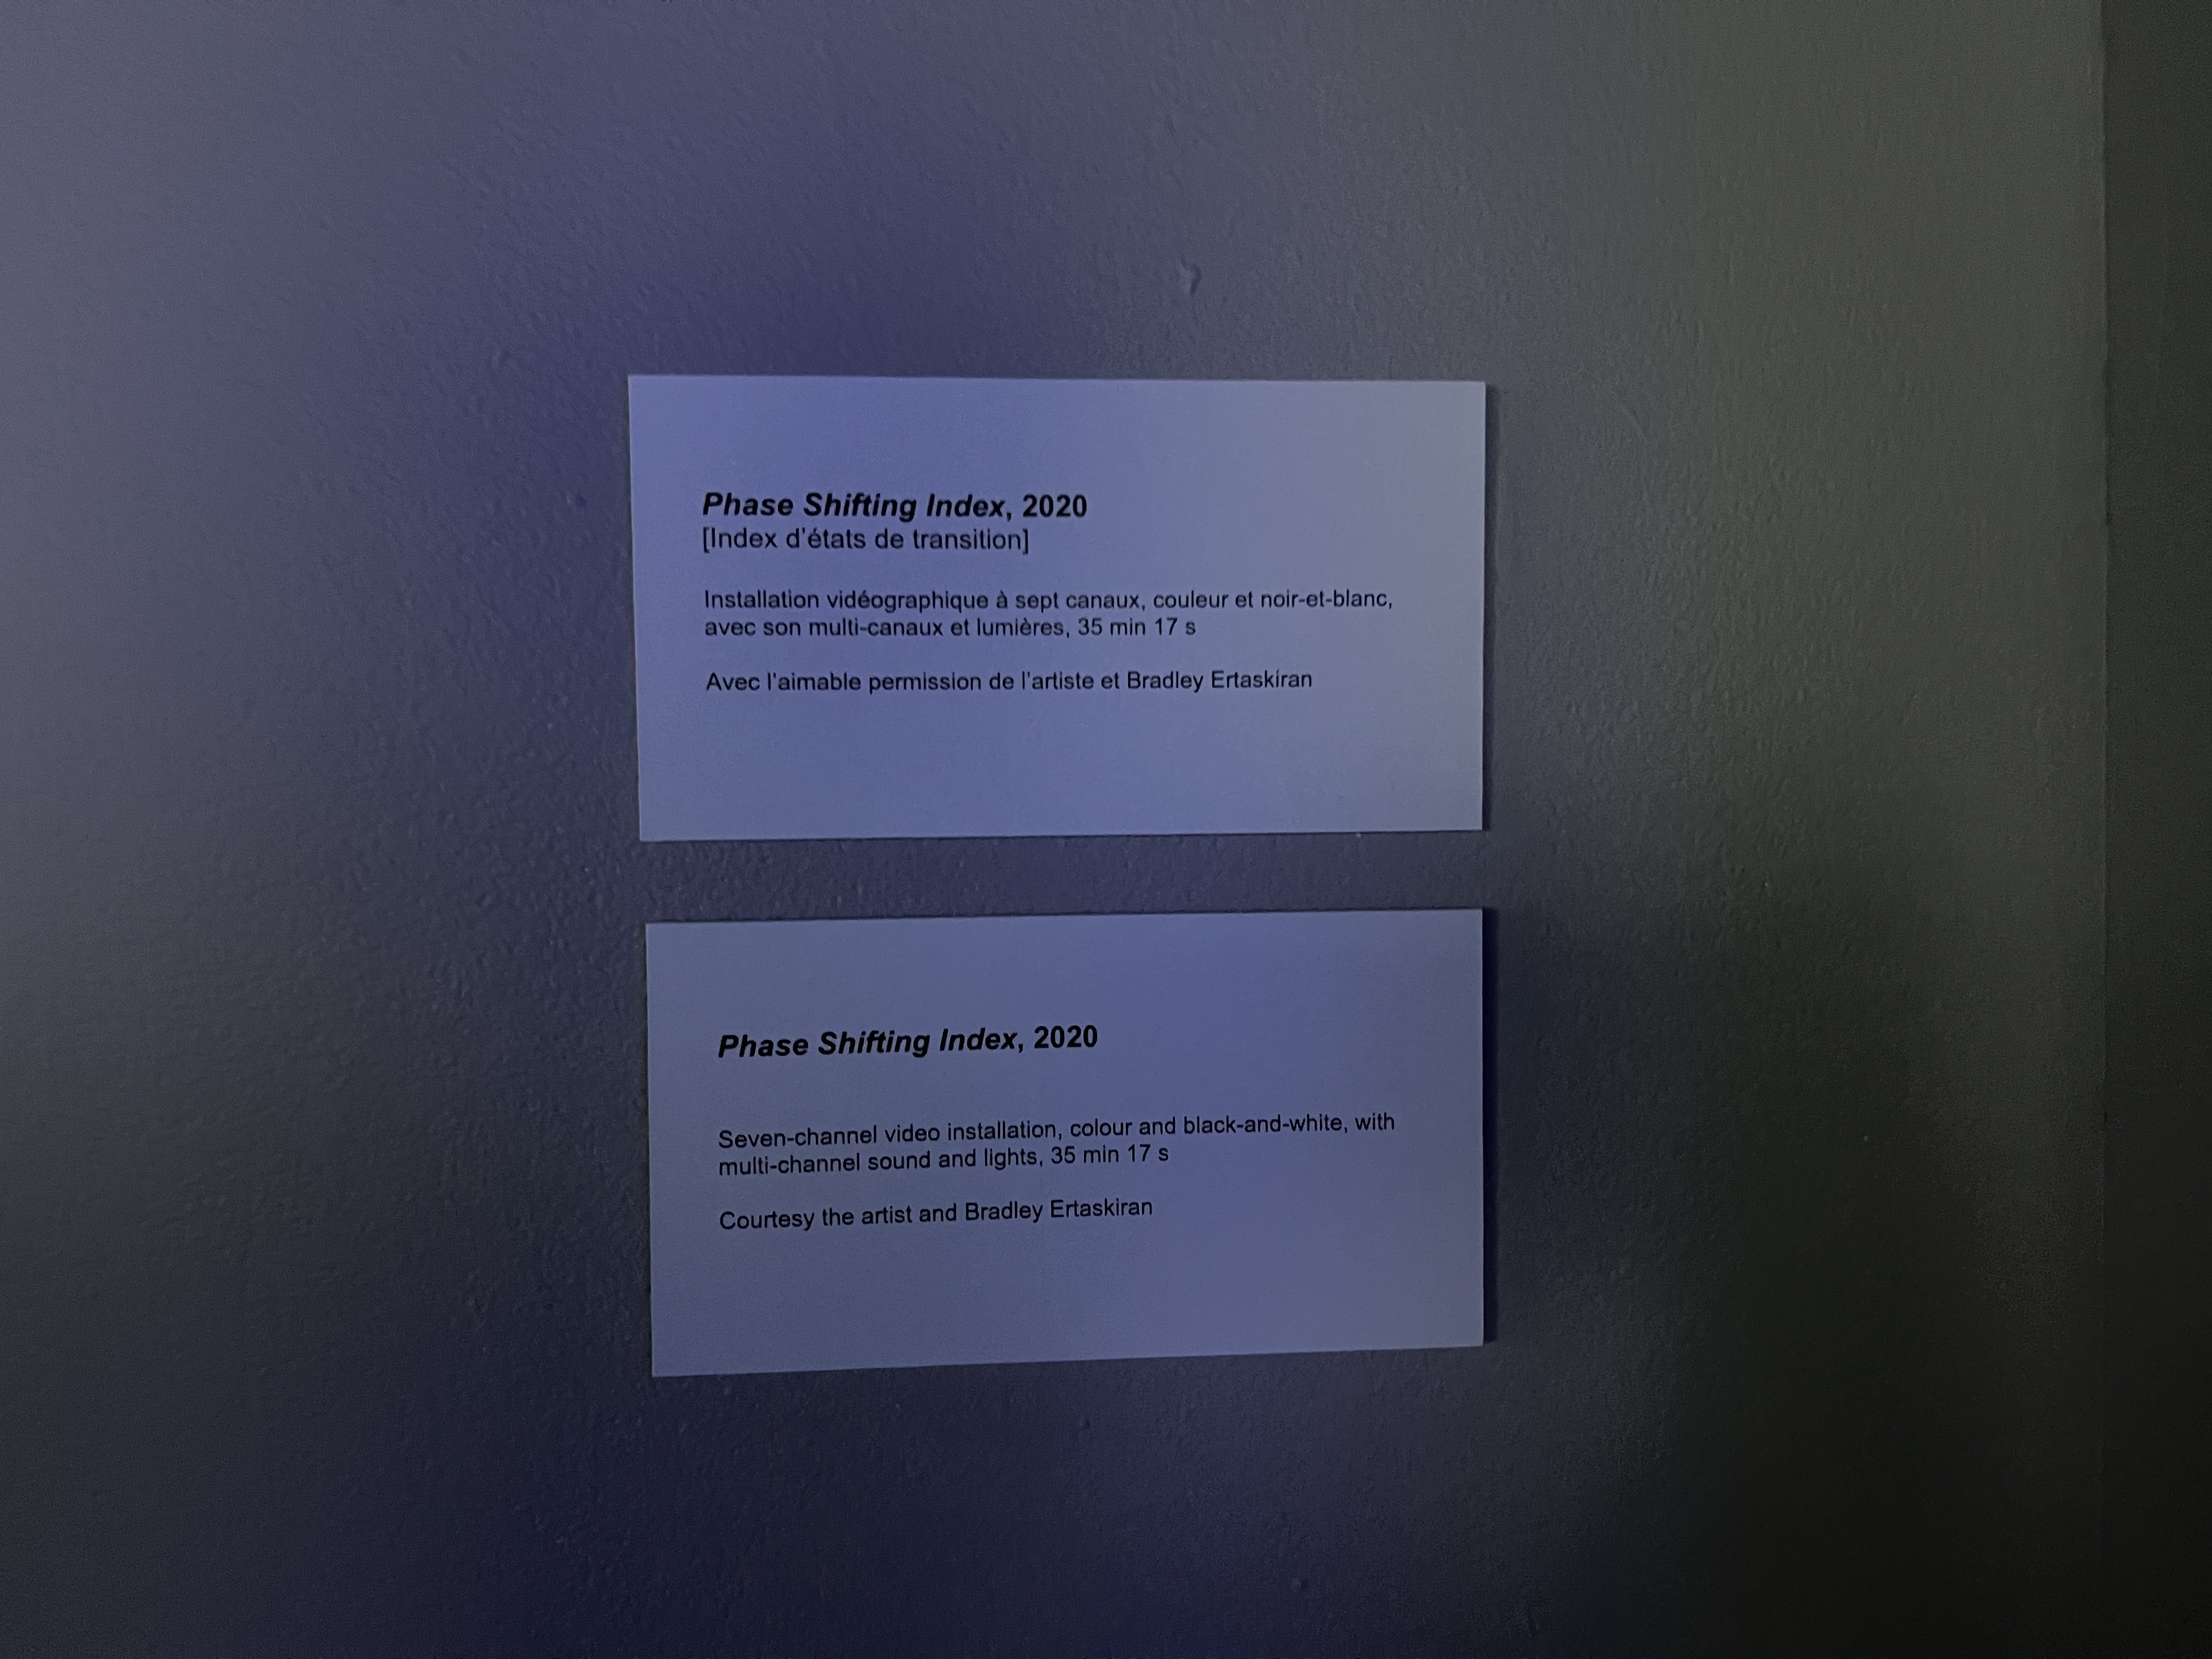 Phase Shifting Index, 2020
[Index d'états de transition]
Installation vidéographique à sept canaux, couleur et noir-et-blanc,
avec son multi-canaux et lumières, 35 min 17 s
Avec l'aimable permission de l'artiste et Bradley Ertaskiran
Phase Shifting Index, 2020
Seven-channel video installation, colour and black-and-white, with
multi-channel sound and lights, 35 min 17 s
Courtesy the artist and Bradley Ertaskiran